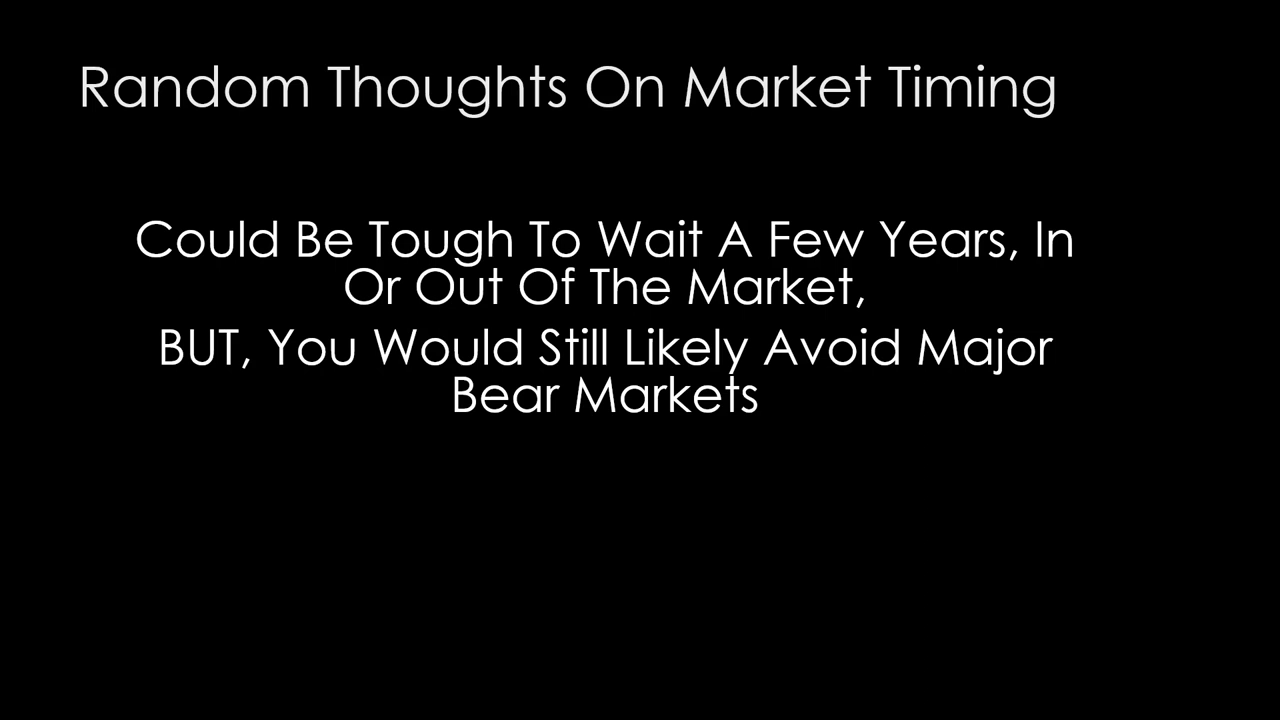 Random Thoughts On Market Timing
Could Be Tough To Wait A Few Years, In
Or Out Of The Market,
BUT, You Would Still Likely Avoid Major
Bear Markets